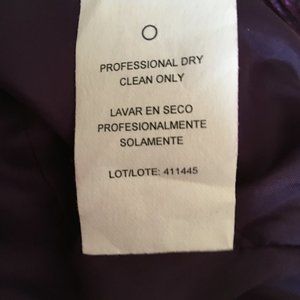 PROFESSIONAL DRY
CLEAN ONLY
LAVAR EN SECO
PROFESIONALMENTE
SOLAMENTE
LOT/LOTE: 411445